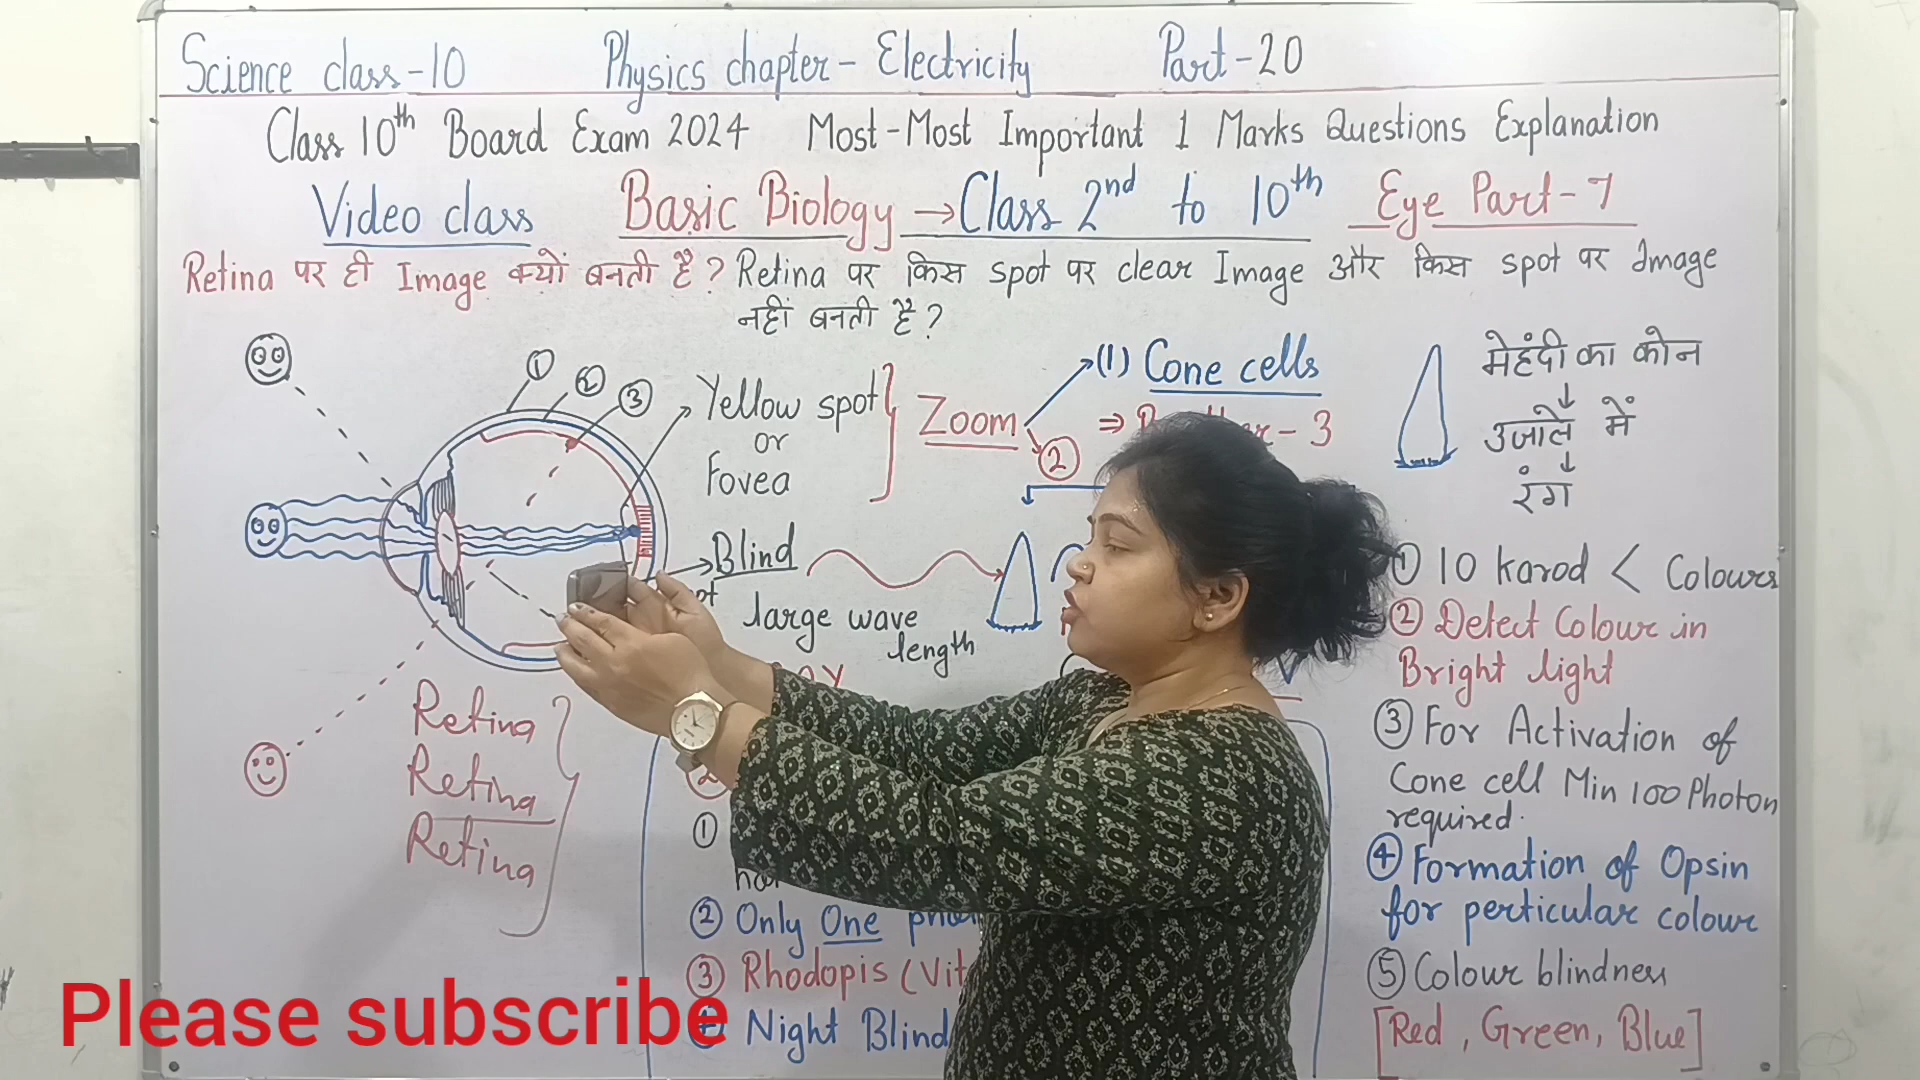 Science class-10 Physics chapter- Electricity Part-20
Class 10th Board Exam 2024 Most-Most Important 1 Marks Questions Explanation
Video class Basic Biology → Class 2nd to 10th Eye Part-7
Retina पर ही Image क्यों बनती है? Retina पर किस spot पर clear Image और किस spot पर Image
नहीं बनती है?
① ② ③
Yellow spot
or
Fovea
Zoom
(1) Cone cells
⇒ - 3
②
Blind
large wave
length
Retina
Retina
Retina
①
② Only One
③ Rhodopis (Vit
Night Blind
मेहंदी का कोन
↓
उजाले में
↓
रंग
① 10 Karod < Colours
② Detect Colour in
Bright light
③ For Activation of
Cone cell Min 100 Photon
required.
④ Formation of Opsin
for perticular colour
⑤ Colour blindness
[Red, Green, Blue]
Please subscribe